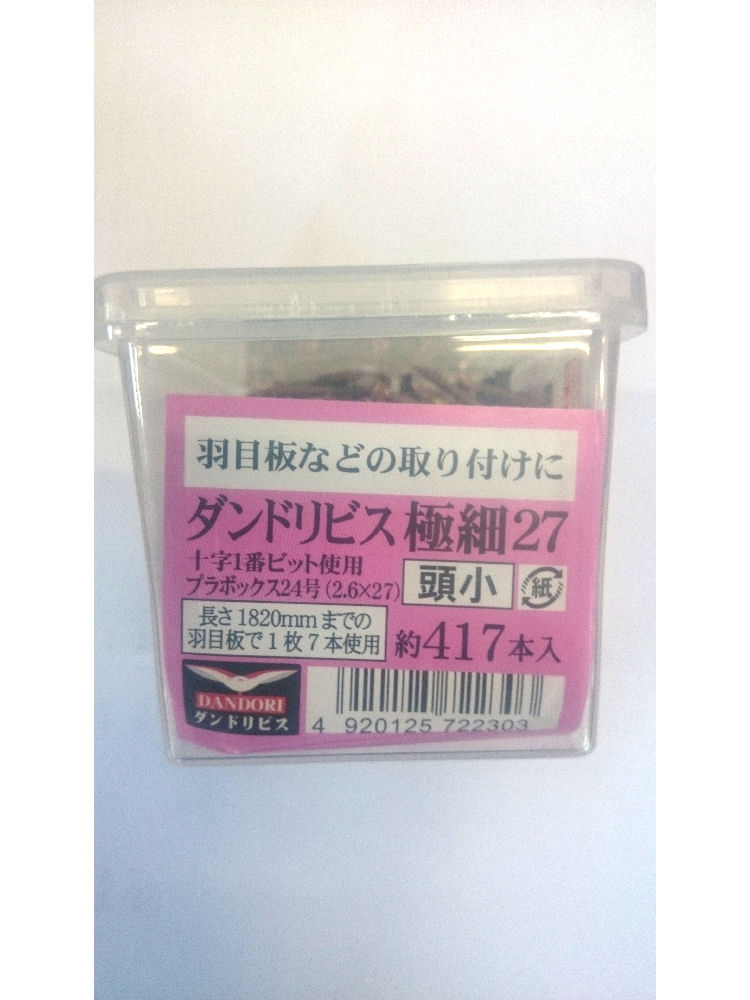 羽目板などの取り付けに
ダンドリビス 極細27
十字1番ビット使用
プラボックス24号(2.6×27)
頭小
紙
長さ1820mmまでの
羽目板で1枚7本使用
約417本入
DANDORI
ダンドリビス
4 920125 722303